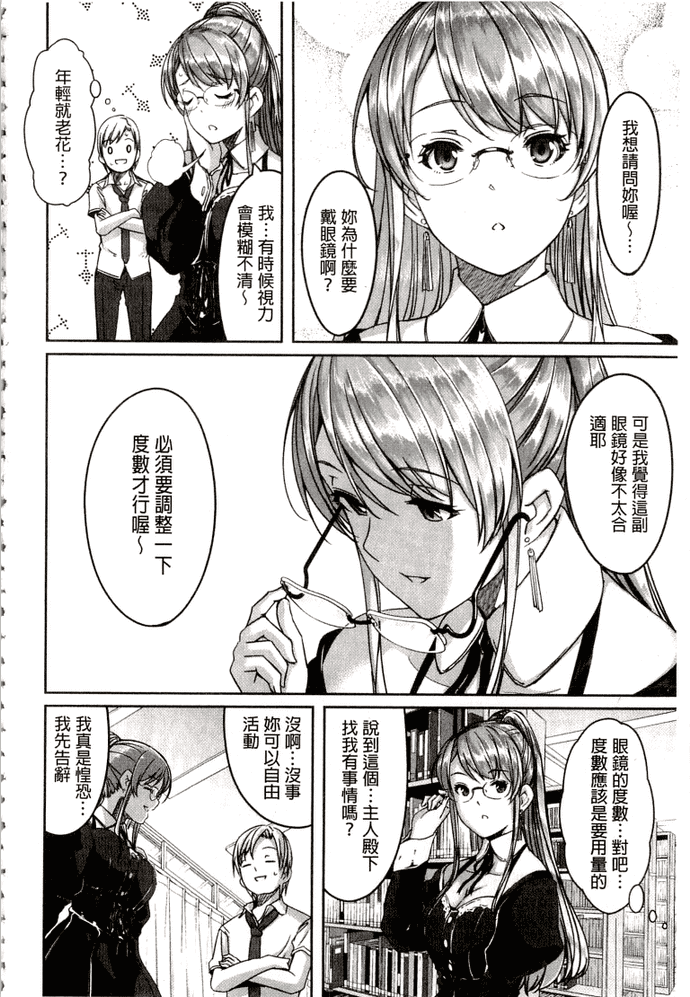 我想請問妳喔～…
妳為什麼要
戴眼鏡啊？
我…有時候視力
會模糊不清～
年輕就老花…？
可是我覺得這副
眼鏡好像不太合
適耶
必須要調整一下
度數才行喔～
眼鏡的度數…對吧…
度數應該是要用量的
說到這個…主人殿下
找我有事情嗎？
沒啊…沒事
妳可以自由
活動
我真是惶恐…
我先告辭